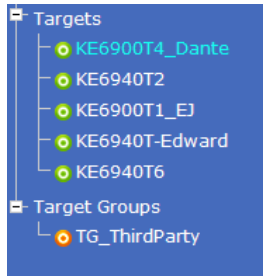 Targets
KE6900T4_Dante
KE6940T2
KE6900T1_EJ
KE6940T-Edward
KE6940T6
Target Groups
TG_ThirdParty